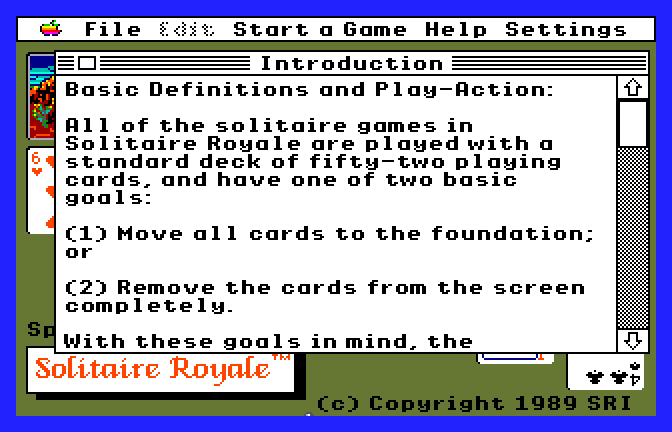 File Edit Start a Game Help Settings
Introduction
Basic Definitions and Play-Action:
All of the solitaire games in
Solitaire Royale are played with a
standard deck of fifty-two playing
cards, and have one of two basic
goals:
(1) Move all cards to the foundation;
or
(2) Remove the cards from the screen
completely.
With these goals in mind, the
6
Sp
Solitaire Royale™
4
(c) Copyright 1989 SRI